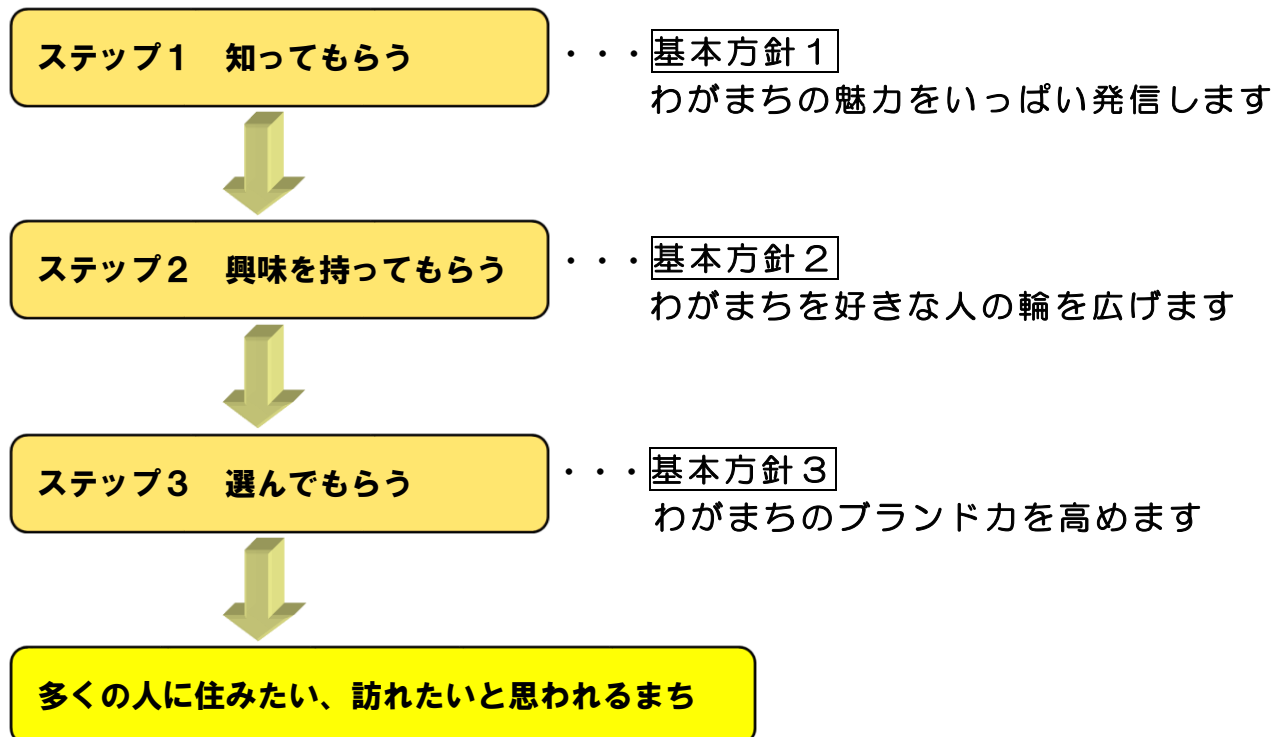 ステップ１　知ってもらう
・・・基本方針１
わがまちの魅力をいっぱい発信します
ステップ２　興味を持ってもらう
・・・基本方針２
わがまちを好きな人の輪を広げます
ステップ３　選んでもらう
・・・基本方針３
わがまちのブランド力を高めます
多くの人に住みたい、訪れたいと思われるまち